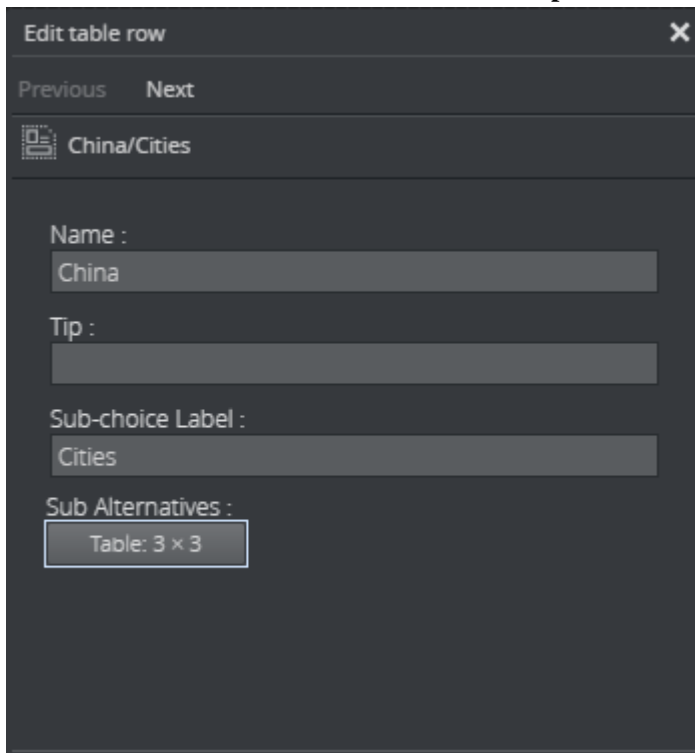 Edit table row
Previous Next
China/Cities
Name :
China
Tip :
Sub-choice Label :
Cities
Sub Alternatives :
Table: 3 × 3